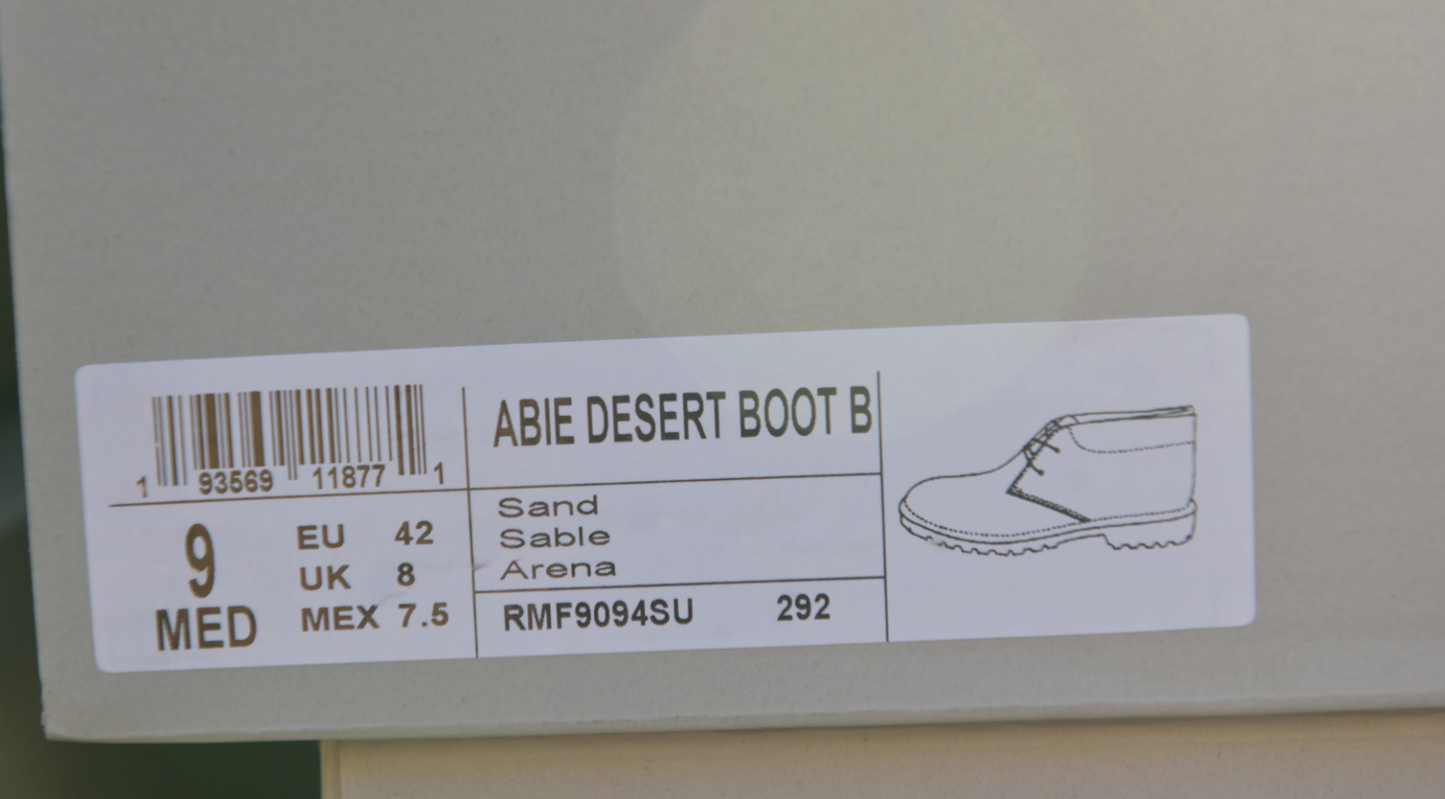 1 93569 11877 1
ABIE DESERT BOOT B
9
MED
EU 42
UK 8
MEX 7.5
Sand
Sable
Arena
RMF9094SU 292